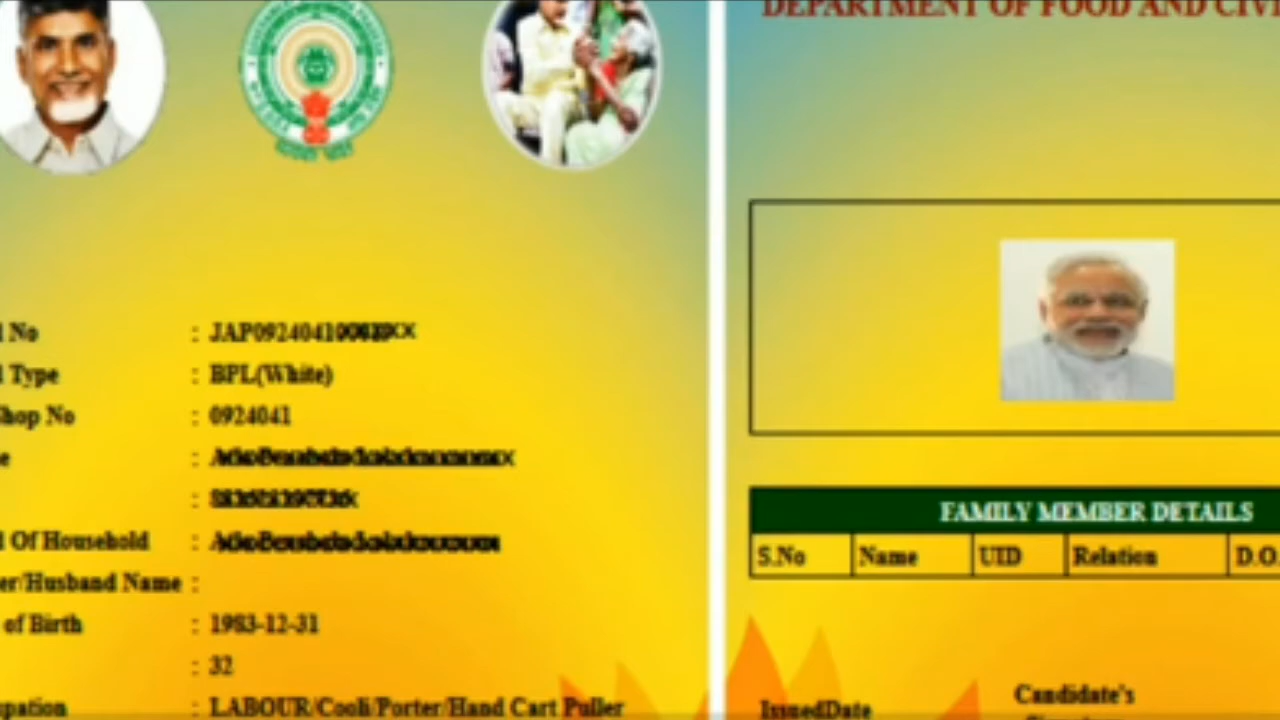 DEPARTMENT OF FOOD AND CIVI
l No : JAP0924041
l Type : BPL(White)
Shop No : 0924041
e :
:
l Of Household :
er/Husband Name :
of Birth : 1983-12-31
: 32
pation : LABOUR/Cooli/Porter/Hand Cart Puller
FAMILY MEMBER DETAILS
S.No Name UID Relation D.O.
IssuedDate
Candidate's